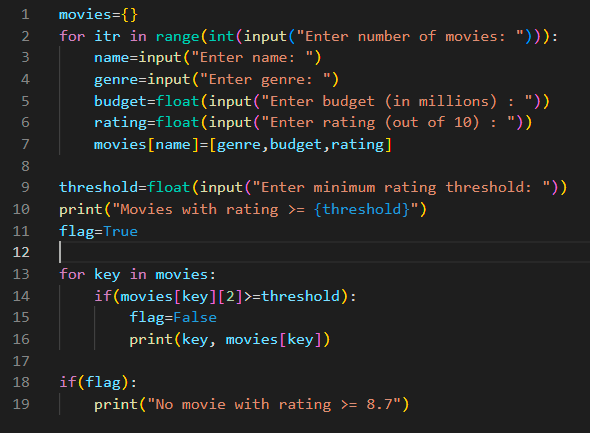 1 movies={}
2 for itr in range(int(input("Enter number of movies: "))):
3     name=input("Enter name: ")
4     genre=input("Enter genre: ")
5     budget=float(input("Enter budget (in millions) : "))
6     rating=float(input("Enter rating (out of 10) : "))
7     movies[name]=[genre,budget,rating]
8
9 threshold=float(input("Enter minimum rating threshold: "))
10 print("Movies with rating >= {threshold}")
11 flag=True
12
13 for key in movies:
14     if(movies[key][2]>=threshold):
15         flag=False
16         print(key, movies[key])
17
18 if(flag):
19     print("No movie with rating >= 8.7")